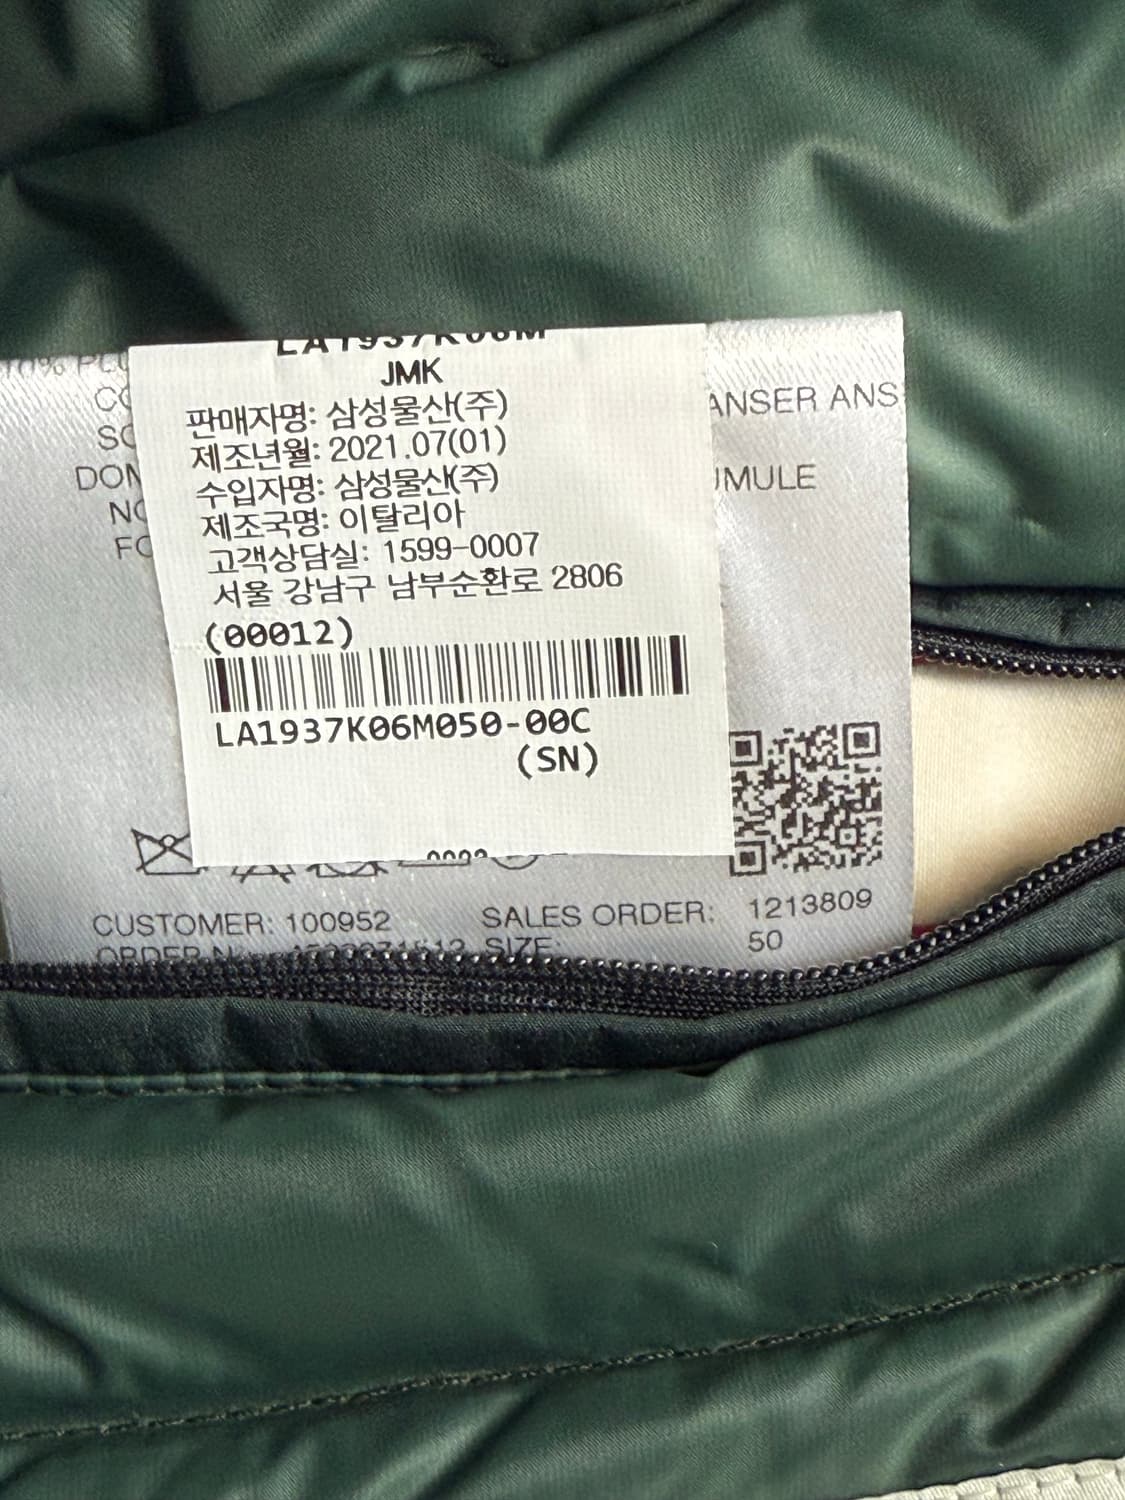 LA1937K06M
JMK
판매자명: 삼성물산(주)
제조년월: 2021.07(01)
수입자명: 삼성물산(주)
제조국명: 이탈리아
고객상담실: 1599-0007
서울 강남구 남부순환로 2806
(00012)
LA1937K06M050-00C
(SN)
ANSER ANS
CUSTOMER: 100952
SALES ORDER: 1213809
SIZE: 50